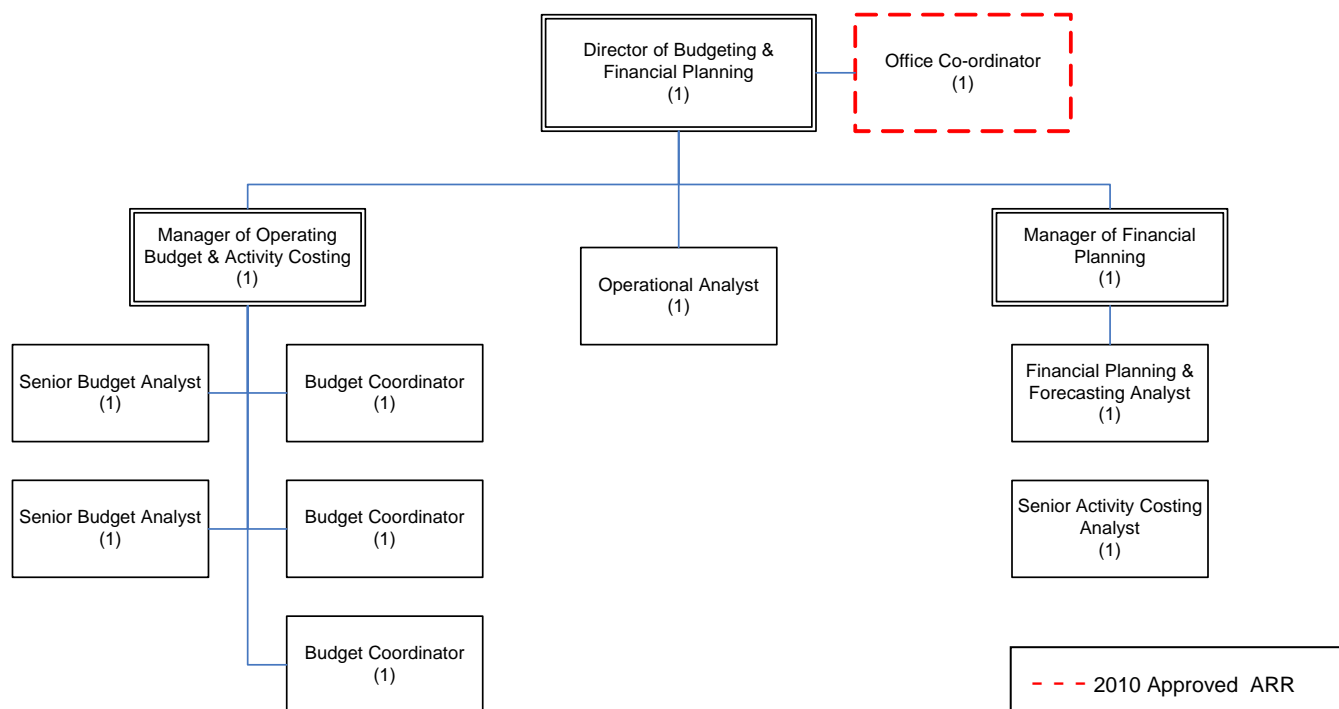 Director of Budgeting &
Financial Planning
(1)
Office Co-ordinator
(1)
Manager of Operating
Budget & Activity Costing
(1)
Operational Analyst
(1)
Manager of Financial
Planning
(1)
Senior Budget Analyst
(1)
Budget Coordinator
(1)
Financial Planning &
Forecasting Analyst
(1)
Senior Budget Analyst
(1)
Budget Coordinator
(1)
Senior Activity Costing
Analyst
(1)
Budget Coordinator
(1)
2010 Approved ARR